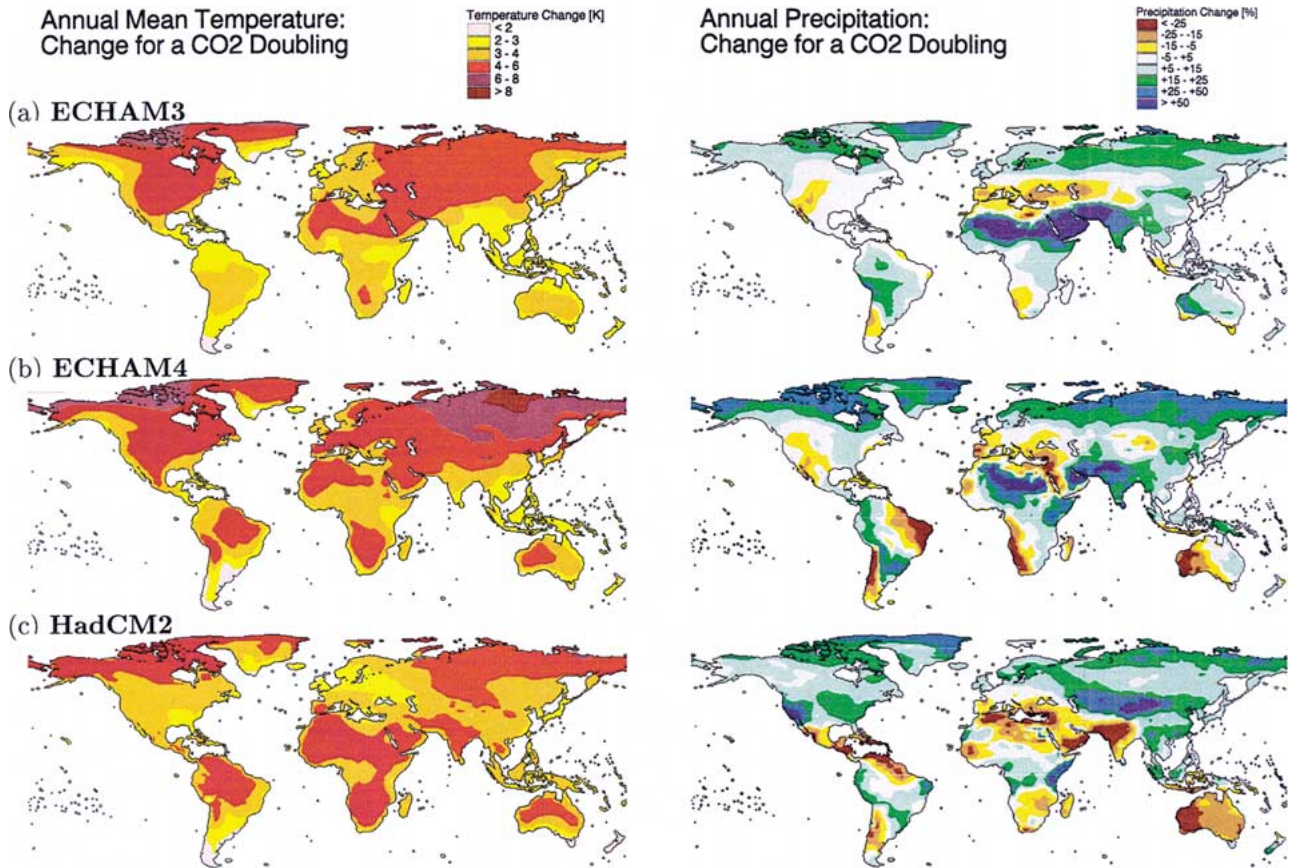 Annual Mean Temperature:
Change for a CO2 Doubling
Temperature Change [K]
< 2
2 - 3
3 - 4
4 - 6
6 - 8
> 8
Annual Precipitation:
Change for a CO2 Doubling
Precipitation Change [%]
< -25
-25 - -15
-15 - -5
-5 - +5
+5 - +15
+15 - +25
+25 - +50
> +50
(a) ECHAM3
(b) ECHAM4
(c) HadCM2